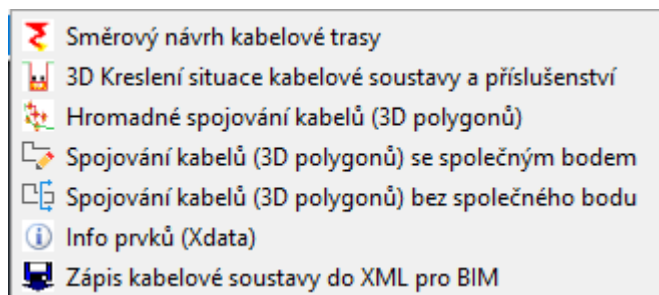 Směrový návrh kabelové trasy
3D Kreslení situace kabelové soustavy a příslušenství
Hromadné spojování kabelů (3D polygonů)
Spojování kabelů (3D polygonů) se společným bodem
Spojování kabelů (3D polygonů) bez společného bodu
Info prvků (Xdata)
Zápis kabelové soustavy do XML pro BIM